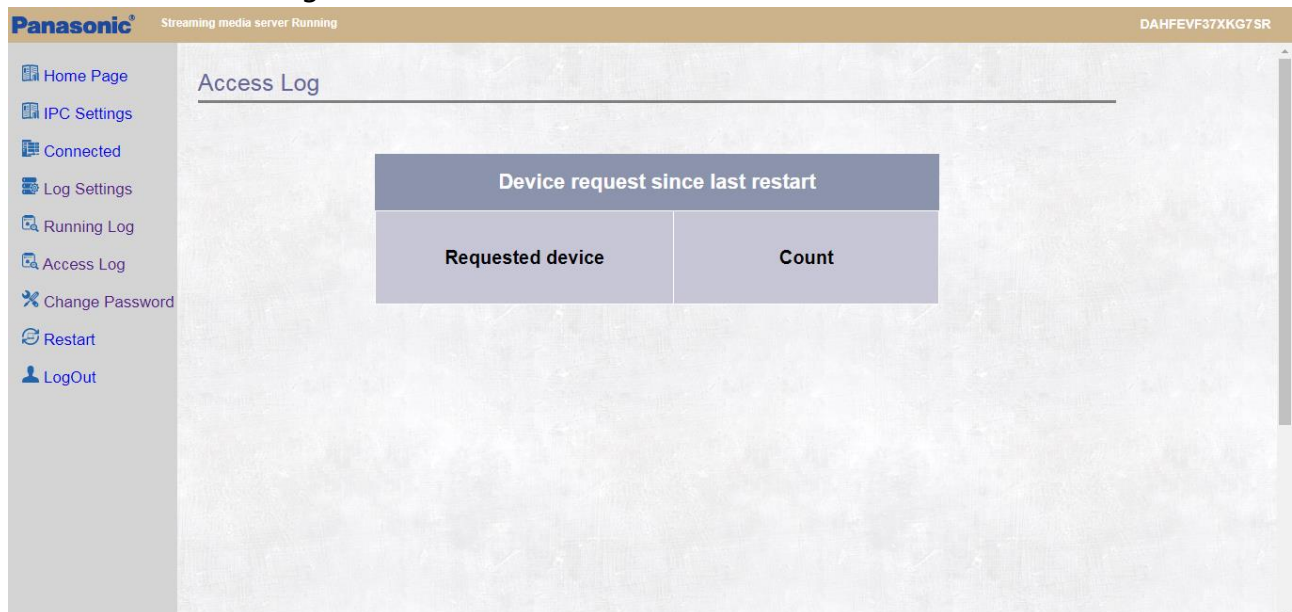 Panasonic® Streaming media server Running DAHFEVF37XKG7SR
Home Page
IPC Settings
Connected
Log Settings
Running Log
Access Log
Change Password
Restart
LogOut
Access Log
Device request since last restart
Requested device Count